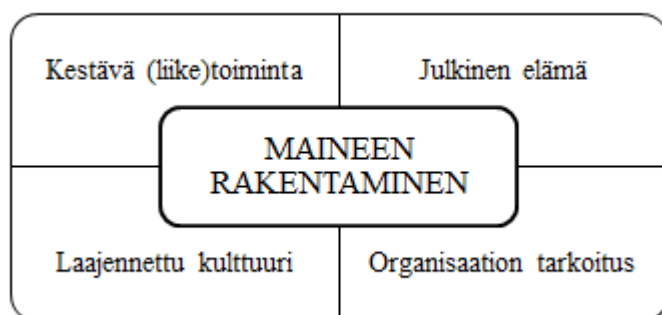 Kestävä (liike)toiminta
Julkinen elämä
MAINEEN
RAKENTAMINEN
Laajennettu kulttuuri
Organisaation tarkoitus